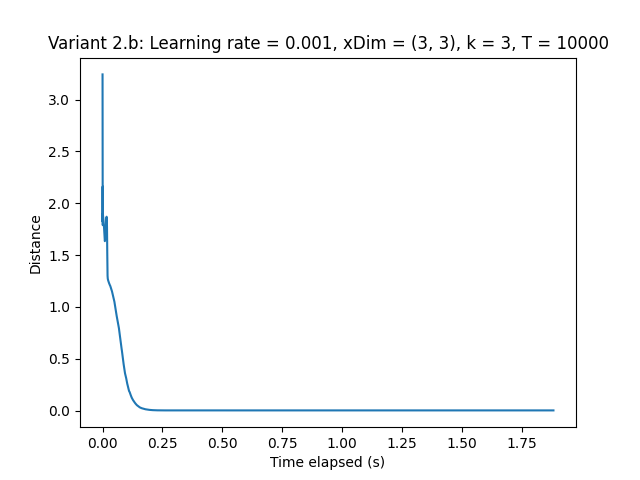 Variant 2.b: Learning rate = 0.001, xDim = (3, 3), k = 3, T = 10000
3.0
2.5
2.0
1.5
1.0
0.5
0.0
Distance
0.00 0.25 0.50 0.75 1.00 1.25 1.50 1.75
Time elapsed (s)